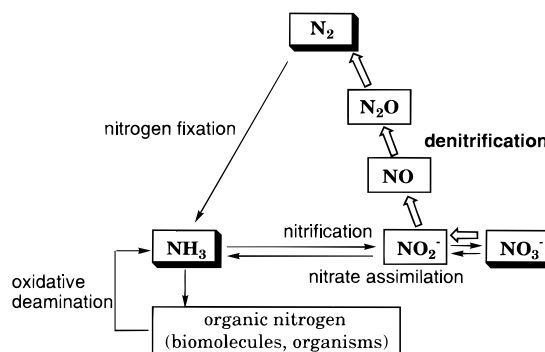 N₂
N₂O
nitrogen fixation
denitrification
NO
nitrification
NH₃
NO₂⁻
NO₃⁻
nitrate assimilation
oxidative
deamination
organic nitrogen
(biomolecules, organisms)